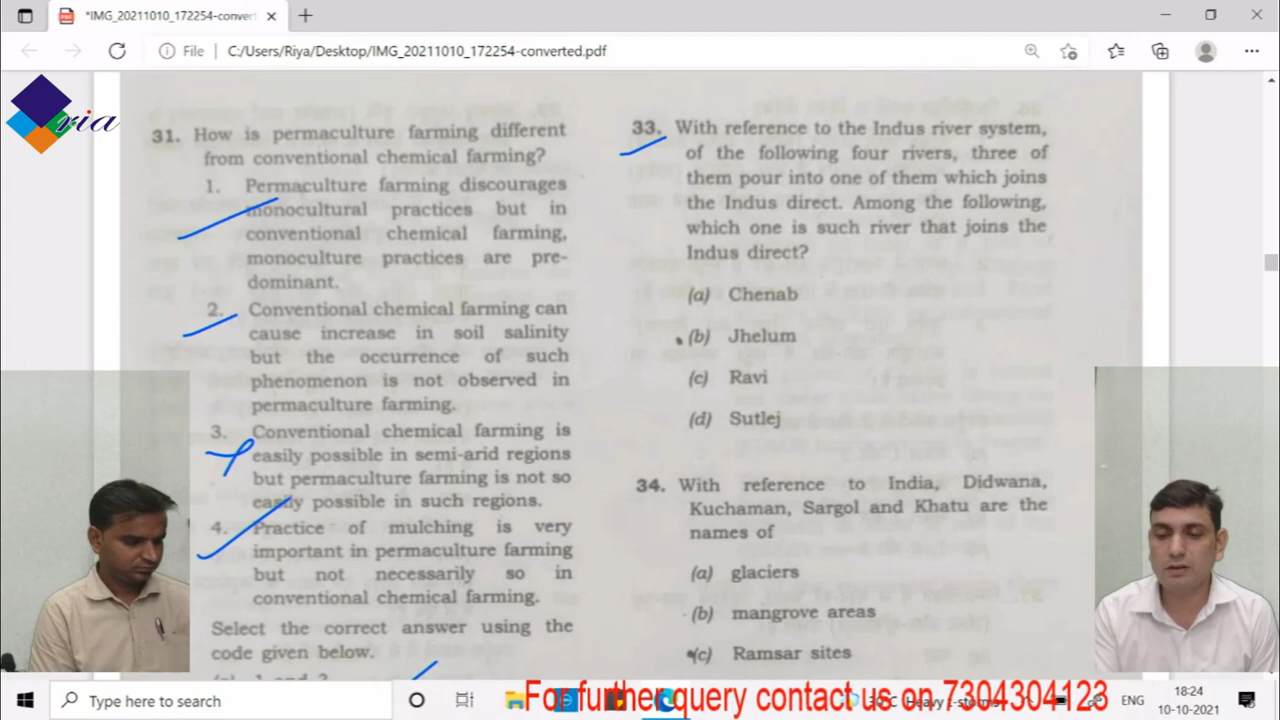 *IMG_20211010_172254-convert
File
C:/Users/Riya/Desktop/IMG_20211010_172254-converted.pdf
ria
31. How is permaculture farming different
from conventional chemical farming?
1. Permaculture farming discourages
monocultural practices but in
conventional chemical farming,
monoculture practices are pre-
dominant.
2. Conventional chemical farming can
cause increase in soil salinity
but the occurrence of such
phenomenon is not observed in
permaculture farming.
3. Conventional chemical farming is
easily possible in semi-arid regions
but permaculture farming is not so
easily possible in such regions.
4. Practice of mulching is very
important in permaculture farming
but not necessarily so in
conventional chemical farming.
Select the correct answer using the
code given below.
33. With reference to the Indus river system,
of the following four rivers, three of
them pour into one of them which joins
the Indus direct. Among the following,
which one is such river that joins the
Indus direct?
(a) Chenab
(b) Jhelum
(c) Ravi
(d) Sutlej
34. With reference to India, Didwana,
Kuchaman, Sargol and Khatu are the
names of
(a) glaciers
(b) mangrove areas
(c) Ramsar sites
Type here to search
For further query contact us on 7304304123
ENG
18:24
10-10-2021